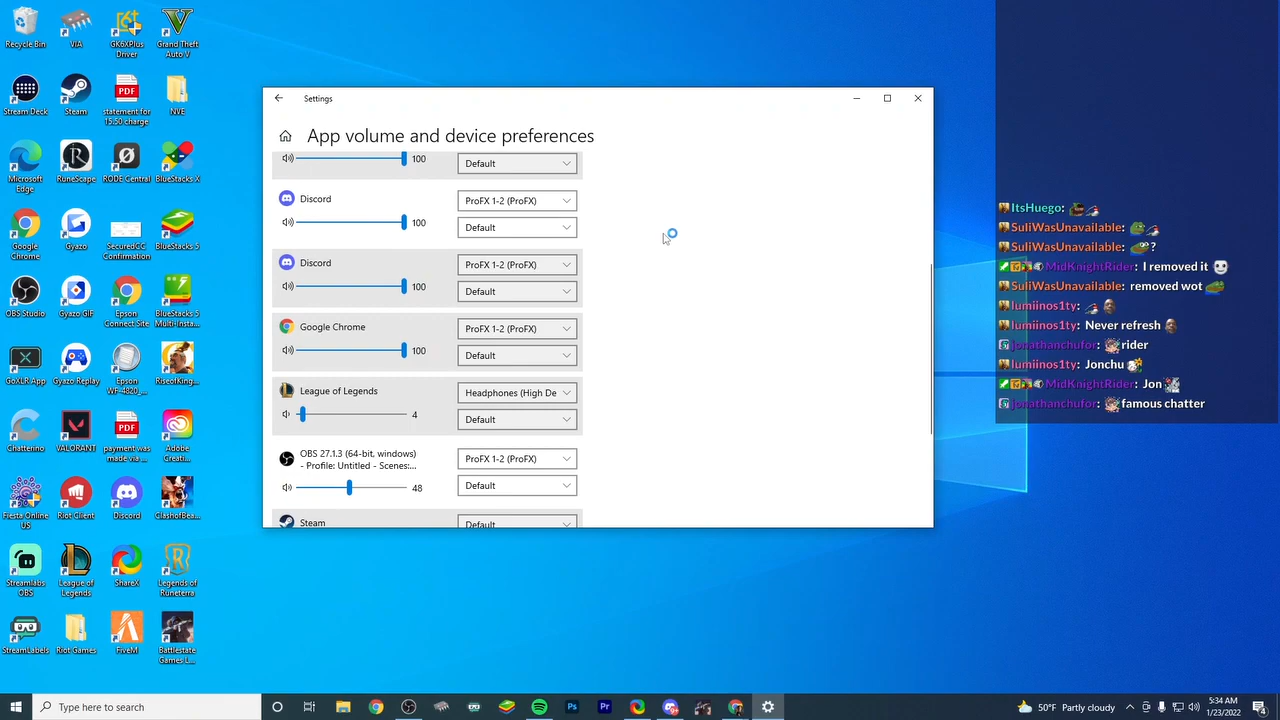 Recycle Bin
VIA
GK6XPlus
Driver
Grand Theft
Auto V
Stream Deck
Steam
statement for
15.50 charge
NVE
Microsoft
Edge
RuneScape
RODE Central
BlueStacks X
Google
Chrome
Gyazo
SecuredCC
Confirmation
BlueStacks 5
OBS Studio
Gyazo GIF
Epson
Connect Site
BlueStacks 5
Multi-Insta...
GoXLR App
Gyazo Replay
Epson
WF-4820_...
RiseofKing...
Chatterino
VALORANT
payment was
made via ...
Adobe
Creati...
Fiesta Online
US
Riot Client
Discord
ClashofBea...
Streamlabs
OBS
League of
Legends
ShareX
Legends of
Runeterra
StreamLabels
Riot Games
FiveM
Battlestate
Games L...
Settings
App volume and device preferences
100
Default
Discord
ProFX 1-2 (ProFX)
100
Default
Discord
ProFX 1-2 (ProFX)
100
Default
Google Chrome
ProFX 1-2 (ProFX)
100
Default
League of Legends
Headphones (High De
4
Default
OBS 27.1.3 (64-bit, windows)
- Profile: Untitled - Scenes:...
ProFX 1-2 (ProFX)
48
Default
Steam
Default
ItsHuego:
SuliWasUnavailable:
SuliWasUnavailable: ?
MidKnightRider: I removed it
SuliWasUnavailable: removed wot
lumiinos1ty:
lumiinos1ty: Never refresh
jonathanchufor: rider
lumiinos1ty: Jonchu
MidKnightRider: Jon
jonathanchufor: famous chatter
Type here to search
50°F Partly cloudy
5:34 AM
1/23/2022